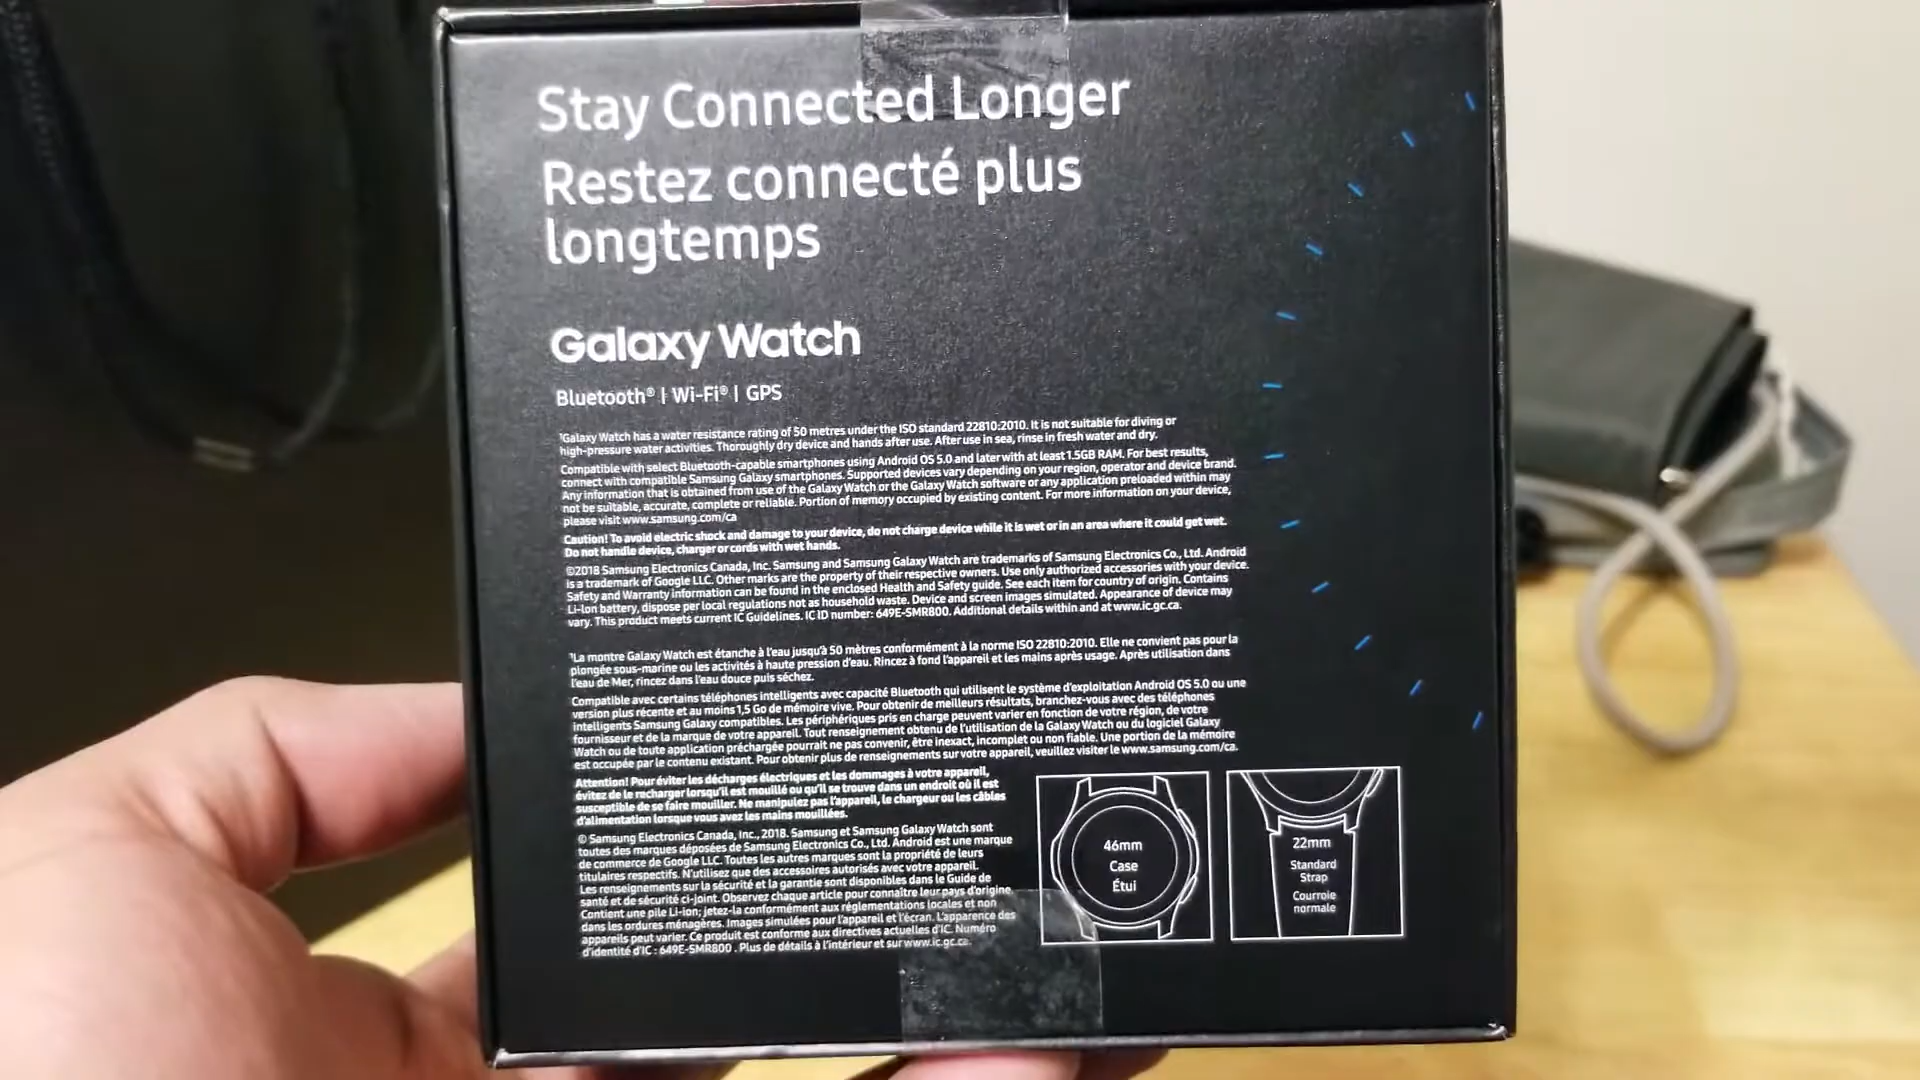 Stay Connected Longer
Restez connecté plus
longtemps
Galaxy Watch
Bluetooth® | Wi-Fi® | GPS
¹Galaxy Watch has a water resistance rating of 50 metres under the ISO standard 22810:2010. It is not suitable for diving or
high-pressure water activities. Thoroughly dry device and hands after use. After use in sea, rinse in fresh water and dry.
Compatible with select Bluetooth-capable smartphones using Android OS 5.0 and later with at least 1.5GB RAM. For best results,
connect with compatible Samsung Galaxy smartphones. Supported devices vary depending on your region, operator and device brand.
Any information that is obtained from use of the Galaxy Watch or the Galaxy Watch software or any application preloaded within may
not be suitable, accurate, complete or reliable. Portion of memory occupied by existing content. For more information on your device,
please visit www.samsung.com/ca
Caution! To avoid electric shock and damage to your device, do not charge device while it is wet or in an area where it could get wet.
Do not handle device, charger or cords with wet hands.
©2018 Samsung Electronics Canada, Inc. Samsung and Samsung Galaxy Watch are trademarks of Samsung Electronics Co., Ltd. Android
is a trademark of Google LLC. Other marks are the property of their respective owners. Use only authorized accessories with your device.
Safety and Warranty information can be found in the enclosed Health and Safety guide. See each item for country of origin. Contains
Li-Ion battery, dispose per local regulations not as household waste. Device and screen images simulated. Appearance of device may
vary. This product meets current IC Guidelines. IC ID number: 649E-SMR800. Additional details within and at www.ic.gc.ca.
¹La montre Galaxy Watch est étanche à l'eau jusqu'à 50 mètres conformément à la norme ISO 22810:2010. Elle ne convient pas pour la
plongée sous-marine ou les activités à haute pression d'eau. Rincez à fond l'appareil et les mains après usage. Après utilisation dans
l'eau de Mer, rincez dans l'eau douce puis séchez.
Compatible avec certains téléphones intelligents avec capacité Bluetooth qui utilisent le système d'exploitation Android OS 5.0 ou une
version plus récente et au moins 1,5 Go de mémoire vive. Pour obtenir de meilleurs résultats, branchez-vous avec des téléphones
intelligents Samsung Galaxy compatibles. Les périphériques pris en charge peuvent varier en fonction de votre région, de votre
fournisseur et de la marque de votre appareil. Tout renseignement obtenu de l'utilisation de la Galaxy Watch ou du logiciel Galaxy
Watch ou de toute application préchargée pourrait ne pas convenir, être inexact, incomplet ou non fiable. Une portion de la mémoire
est occupée par le contenu existant. Pour obtenir plus de renseignements sur votre appareil, veuillez visiter le www.samsung.com/ca.
Attention! Pour éviter les décharges électriques et les dommages à votre appareil,
évitez de le recharger lorsqu'il est mouillé ou qu'il se trouve dans un endroit où il est
susceptible de se faire mouiller. Ne manipulez pas l'appareil, le chargeur ou les câbles
d'alimentation lorsque vous avez les mains mouillées.
© Samsung Electronics Canada, Inc., 2018. Samsung et Samsung Galaxy Watch sont
toutes des marques déposées de Samsung Electronics Co., Ltd. Android est une marque
de commerce de Google LLC. Toutes les autres marques sont la propriété de leurs
titulaires respectifs. N'utilisez que des accessoires autorisés avec votre appareil.
Les renseignements sur la sécurité et la garantie sont disponibles dans le Guide de
santé et de sécurité ci-joint. Observez chaque article pour connaître leur pays d'origine.
Contient une pile Li-Ion; jetez-la conformément aux réglementations locales et non
dans les ordures ménagères. Images simulées pour l'appareil et l'écran. L'apparence des
appareils peut varier. Ce produit est conforme aux directives actuelles d'IC. Numéro
d'identité d'IC : 649E-SMR800 . Plus de détails à l'intérieur et sur www.ic.gc.ca.
46mm
Case
Étui
22mm
Standard
Strap
Courroie
normale